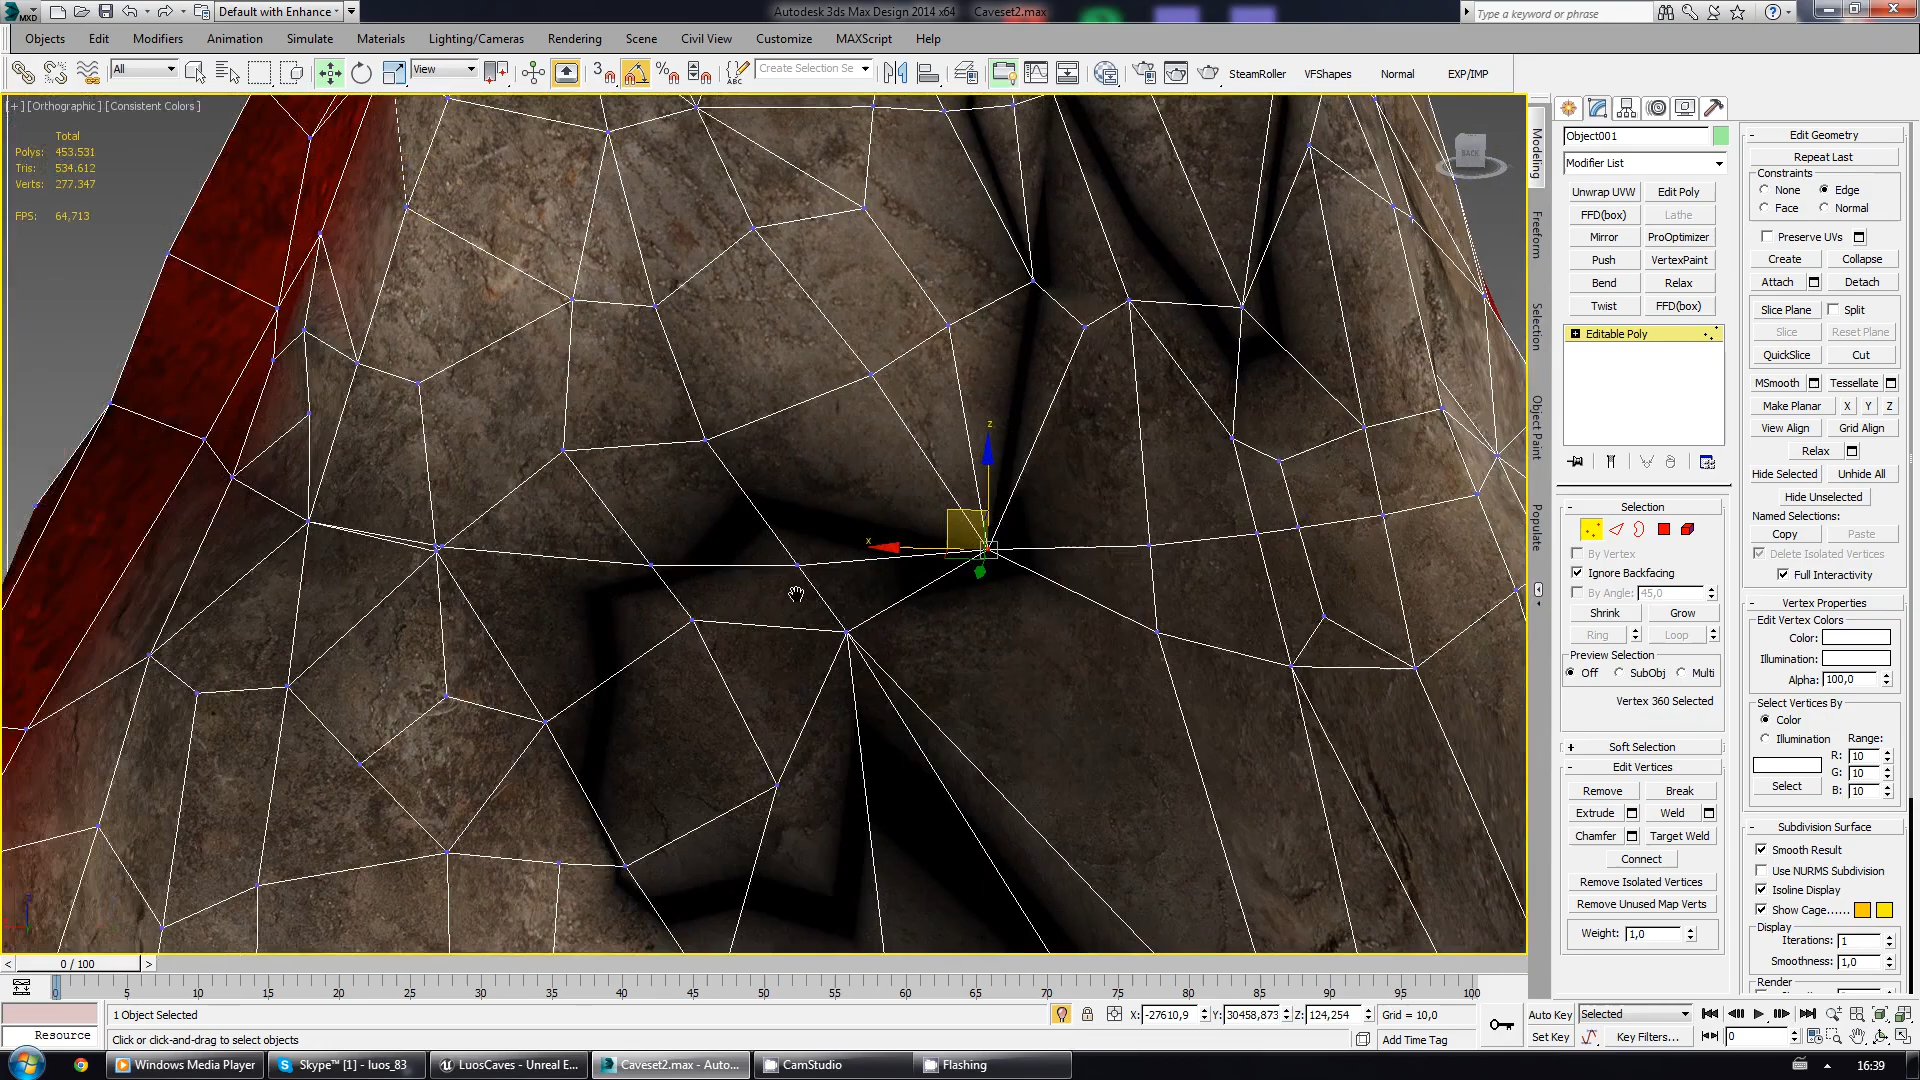 MXD
Default with Enhance
Autodesk 3ds Max Design 2014 x64    Caveset2.max
Type a keyword or phrase
Objects Edit Modifiers Animation Simulate Materials Lighting/Cameras Rendering Scene Civil View Customize MAXScript Help
All View Create Selection Se SteamRoller VFShapes Normal EXP/IMP
[+] [Orthographic] [Consistent Colors]
Total
Polys: 453.531
Tris: 534.612
Verts: 277.347
FPS: 64,713
BACK
z
x
Modeling
Freeform
Selection
Object Paint
Populate
Object001
Modifier List
Unwrap UVW Edit Poly
FFD(box) Lathe
Mirror ProOptimizer
Push VertexPaint
Bend Relax
Twist FFD(box)
Editable Poly
Selection
By Vertex
Ignore Backfacing
By Angle: 45,0
Shrink Grow
Ring Loop
Preview Selection
Off SubObj Multi
Vertex 360 Selected
Soft Selection
Edit Vertices
Remove Break
Extrude Weld
Chamfer Target Weld
Connect
Remove Isolated Vertices
Remove Unused Map Verts
Weight: 1,0
Edit Geometry
Repeat Last
Constraints
None Edge
Face Normal
Preserve UVs
Create Collapse
Attach Detach
Slice Plane Split
Slice Reset Plane
QuickSlice Cut
MSmooth Tessellate
Make Planar X Y Z
View Align Grid Align
Relax
Hide Selected Unhide All
Hide Unselected
Named Selections:
Copy Paste
Delete Isolated Vertices
Full Interactivity
Vertex Properties
Edit Vertex Colors
Color:
Illumination:
Alpha: 100,0
Select Vertices By
Color
Illumination Range:
R: 10
G: 10
Select B: 10
Subdivision Surface
Smooth Result
Use NURMS Subdivision
Isoline Display
Show Cage......
Display
Iterations: 1
Smoothness: 1,0
Render
< 0 / 100 >
0 5 10 15 20 25 30 35 40 45 50 55 60 65 70 75 80 85 90 95 100
1 Object Selected X: -27610,9 Y: 30458,873 Z: 124,254 Grid = 10,0 Auto Key Selected
Resource Click or click-and-drag to select objects Add Time Tag Set Key Key Filters... 0
Windows Media Player Skype™ [1] - luos_83 LuosCaves - Unreal E... Caveset2.max - Auto... CamStudio Flashing 16:39